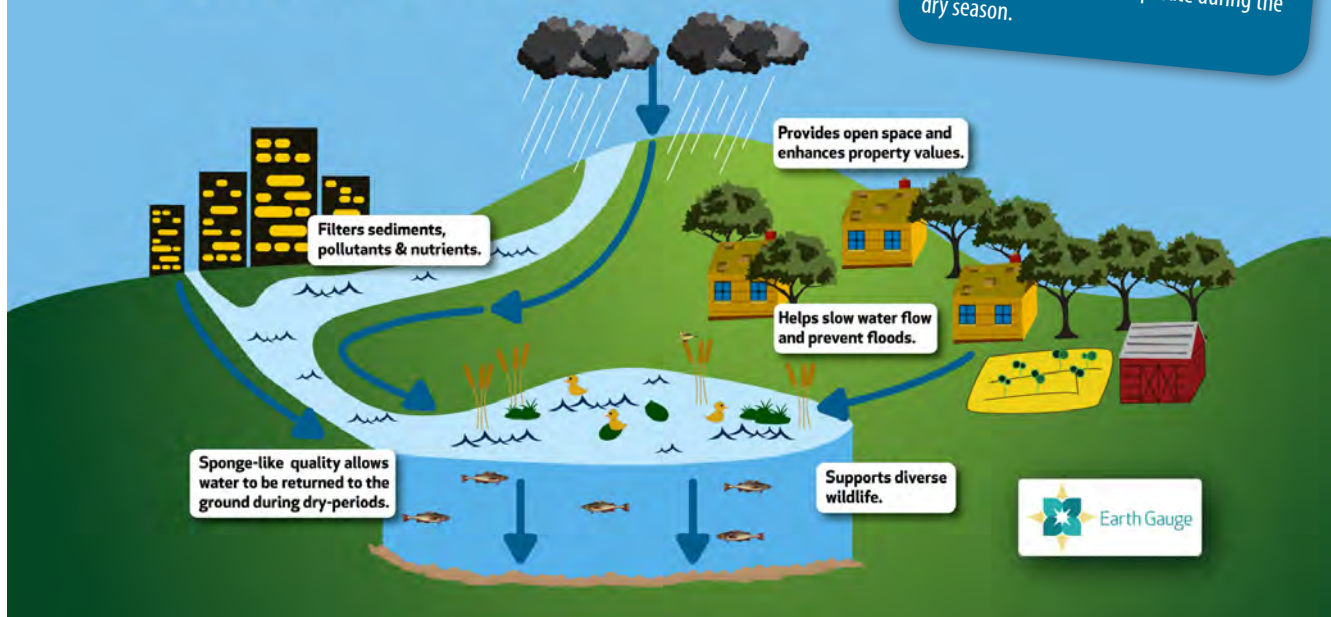 during the
dry season.
Provides open space and
enhances property values.
Filters sediments,
pollutants & nutrients.
Helps slow water flow
and prevent floods.
Sponge-like quality allows
water to be returned to the
ground during dry-periods.
Supports diverse
wildlife.
Earth Gauge